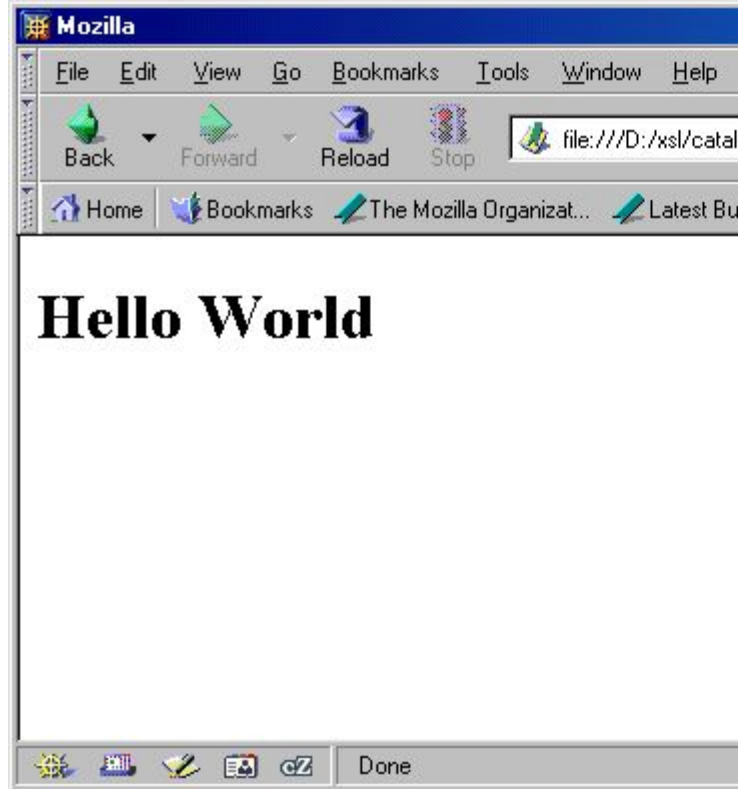 Mozilla
File Edit View Go Bookmarks Tools Window Help
Back Forward Reload Stop file:///D:/xsl/catal
Home Bookmarks The Mozilla Organizat... Latest Bu
Hello World
cZ Done